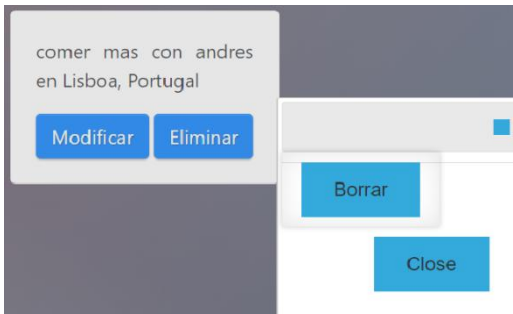 comer mas con andres
en Lisboa, Portugal
Modificar Eliminar
Borrar
Close